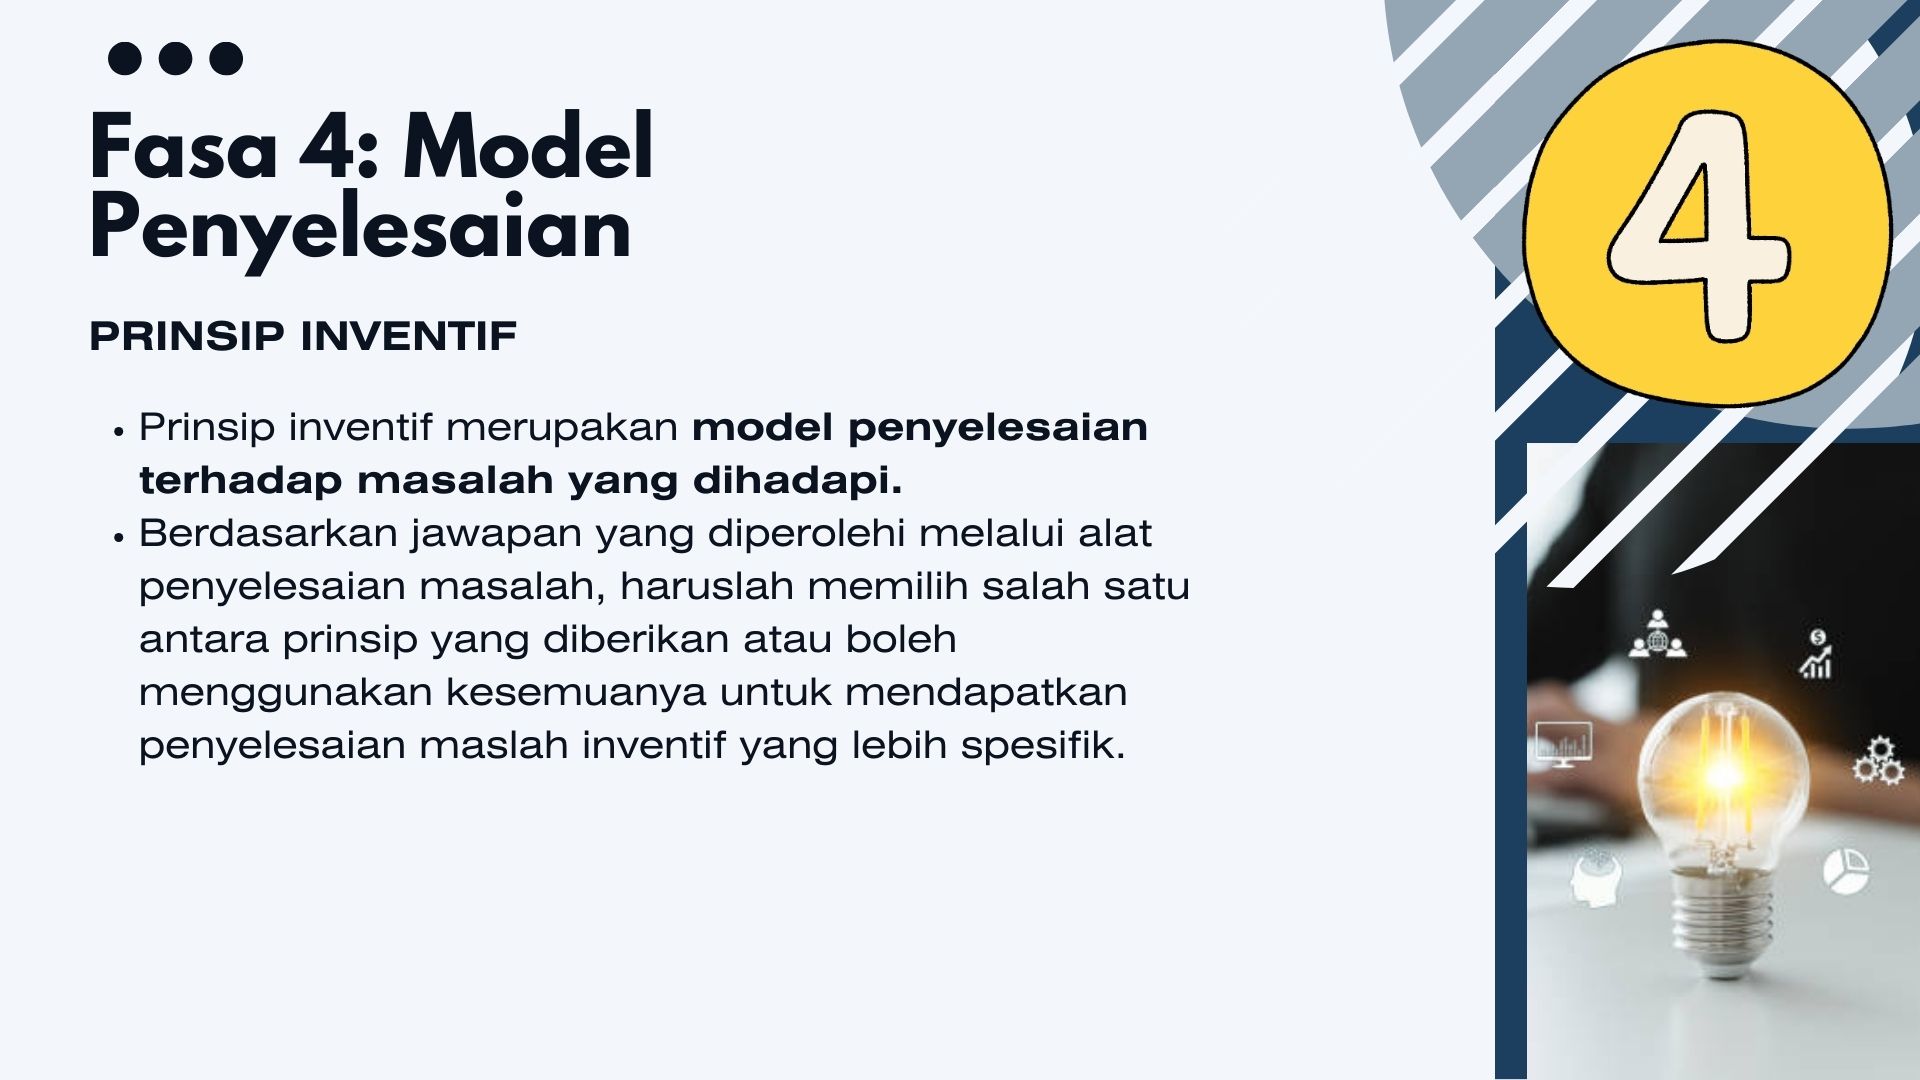 Fasa 4: Model
Penyelesaian
4
PRINSIP INVENTIF
• Prinsip inventif merupakan model penyelesaian
terhadap masalah yang dihadapi.
• Berdasarkan jawapan yang diperolehi melalui alat
penyelesaian masalah, haruslah memilih salah satu
antara prinsip yang diberikan atau boleh
menggunakan kesemuanya untuk mendapatkan
penyelesaian maslah inventif yang lebih spesifik.
$